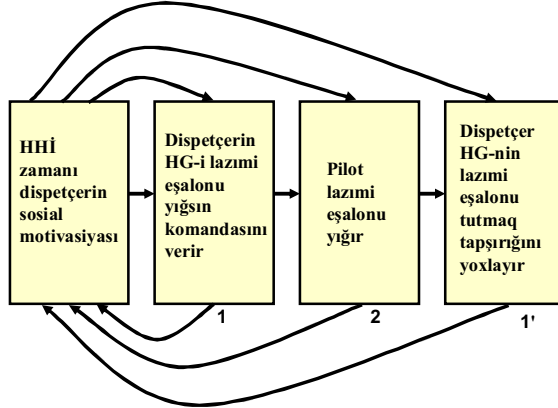 HHİ
zamanı
dispetçerin
sosial
motivasiyası
Dispetçerin
HG-i lazımi
eşalonu
yığsın
komandasını
verir
Pilot
lazımi
eşalonu
yığır
Dispetçer
HG-nin
lazımi
eşalonu
tutmaq
tapşırığını
yoxlayır
1
2
1'